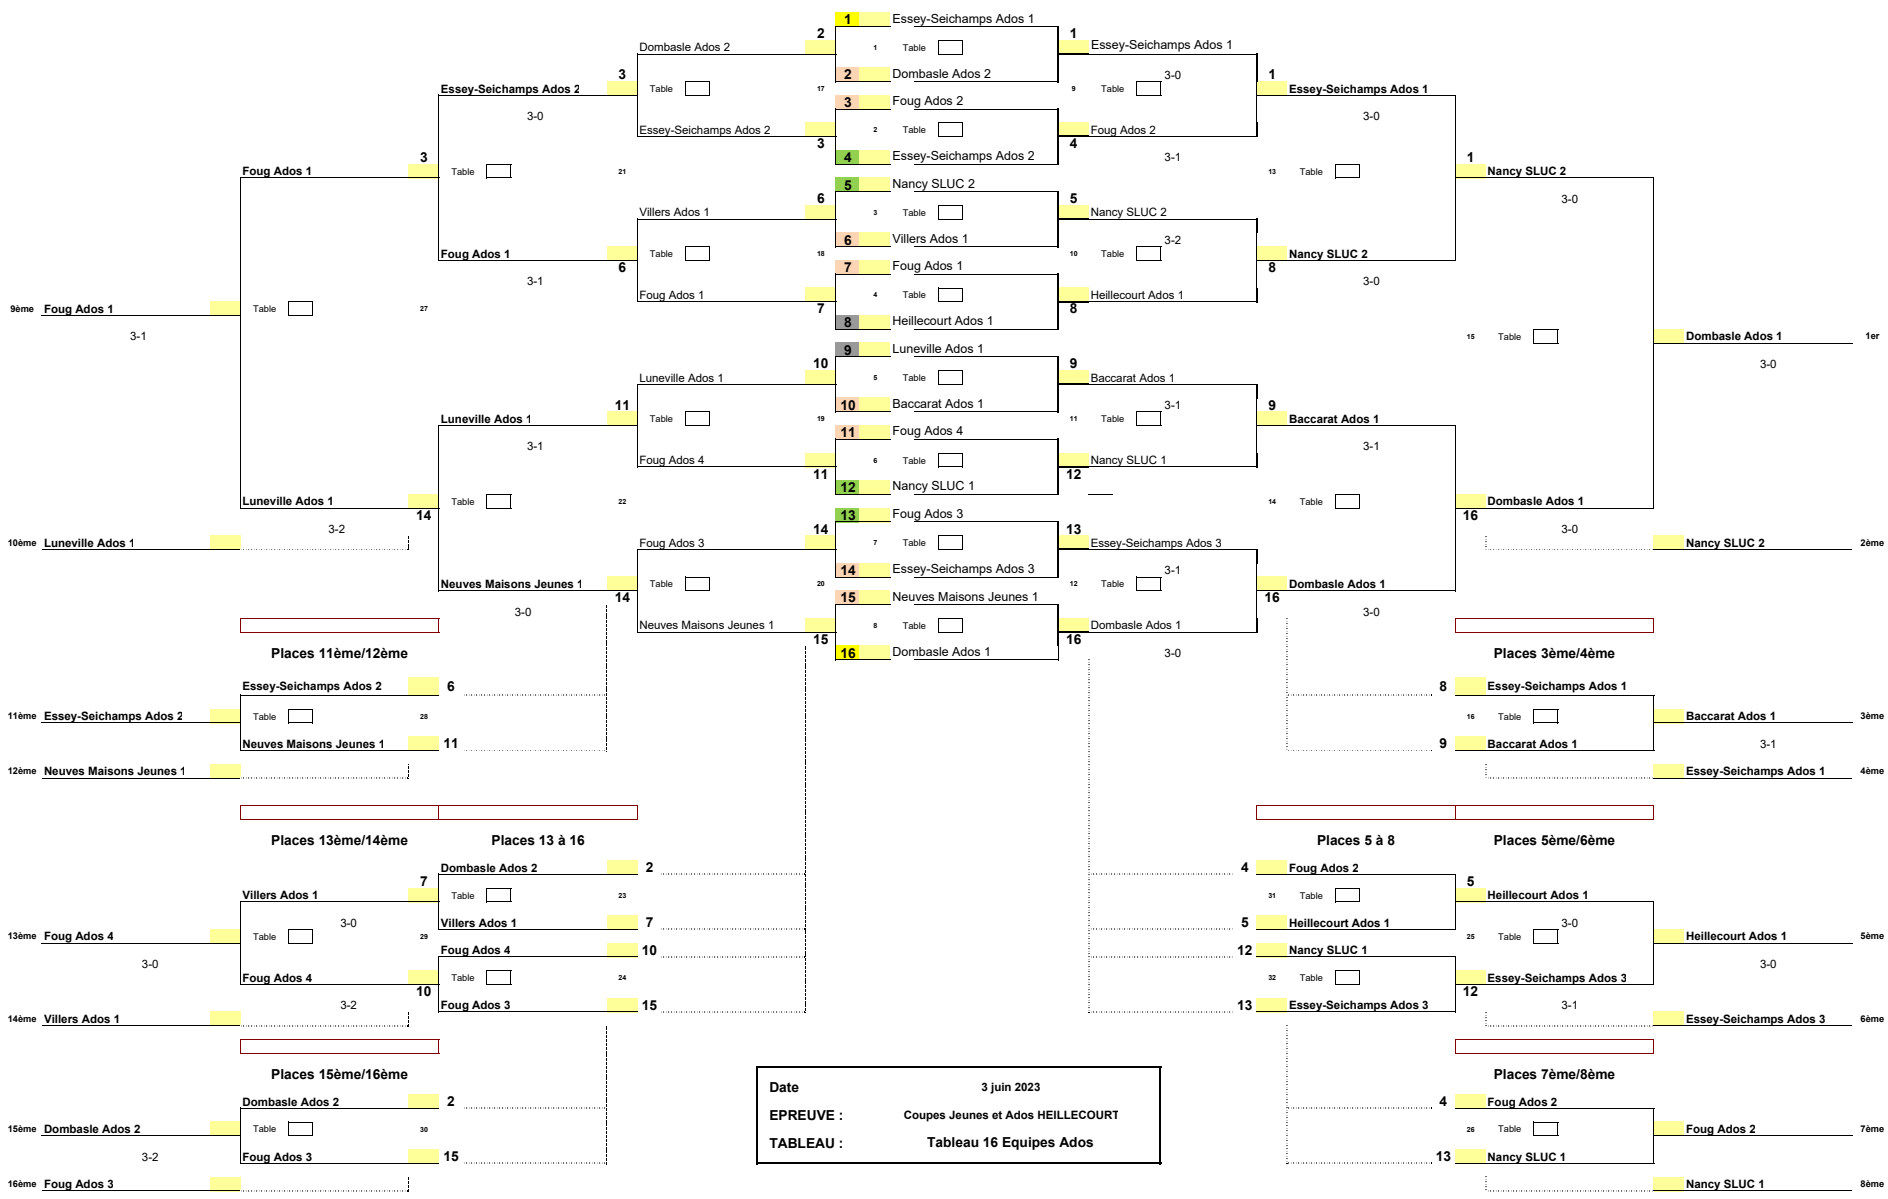 1 Essey-Seichamps Ados 1
2 1
Dombasle Ados 2 1 Table Essey-Seichamps Ados 1
3 2 Dombasle Ados 2 3-0 1
Essey-Seichamps Ados 2 Table 17 9 Table Essey-Seichamps Ados 1
3 Foug Ados 2
3-0 3-0
Essey-Seichamps Ados 2 2 Table Foug Ados 2
3 4
3 4 Essey-Seichamps Ados 2 3-1 1
Foug Ados 1 Table 21 13 Table Nancy SLUC 2
5 Nancy SLUC 2
6 5 3-0
Villers Ados 1 3 Table Nancy SLUC 2
6 Villers Ados 1 3-2
Foug Ados 1 Table 18 10 Table Nancy SLUC 2
6 7 Foug Ados 1 8
3-1 3-0
Foug Ados 1 4 Table Heillecourt Ados 1
9ème Foug Ados 1 Table 27 7 8
8 Heillecourt Ados 1
3-1 15 Table Dombasle Ados 1 1er
9 Luneville Ados 1
10 9 3-0
Luneville Ados 1 5 Table Baccarat Ados 1
11 10 Baccarat Ados 1 3-1 9
Luneville Ados 1 Table 19 11 Table Baccarat Ados 1
11 Foug Ados 4
3-1 3-1
Foug Ados 4 6 Table Nancy SLUC 1
11 12
12 Nancy SLUC 1
Luneville Ados 1 Table 22 14 Table Dombasle Ados 1
14 13 Foug Ados 3 16
3-2 14 13 3-0
10ème Luneville Ados 1 Foug Ados 3 7 Table Essey-Seichamps Ados 3 Nancy SLUC 2 2ème
14 Essey-Seichamps Ados 3 3-1
Neuves Maisons Jeunes 1 Table 20 12 Table Dombasle Ados 1
14 15 Neuves Maisons Jeunes 1 16
3-0 3-0
Neuves Maisons Jeunes 1 8 Table Dombasle Ados 1
15 16
Places 11ème/12ème 16 Dombasle Ados 1 3-0 Places 3ème/4ème
Essey-Seichamps Ados 2 6 8 Essey-Seichamps Ados 1
11ème Essey-Seichamps Ados 2 Table 28 16 Table Baccarat Ados 1 3ème
Neuves Maisons Jeunes 1 11 9 Baccarat Ados 1 3-1
12ème Neuves Maisons Jeunes 1 Essey-Seichamps Ados 1 4ème
Places 13ème/14ème Places 13 à 16 Places 5 à 8 Places 5ème/6ème
Dombasle Ados 2 2 4 Foug Ados 2
7 5
Villers Ados 1 Table 23 31 Table Heillecourt Ados 1
3-0 Villers Ados 1 7 5 Heillecourt Ados 1 3-0
13ème Foug Ados 4 Table 29 25 Table Heillecourt Ados 1 5ème
Foug Ados 4 10 12 Nancy SLUC 1
3-0 3-0
Foug Ados 4 Table 24 32 Table Essey-Seichamps Ados 3
10 12
3-2 Foug Ados 3 15 13 Essey-Seichamps Ados 3 3-1
14ème Villers Ados 1 Essey-Seichamps Ados 3 6ème
Places 15ème/16ème Places 7ème/8ème
Date 3 juin 2023
Dombasle Ados 2 2 4 Foug Ados 2
EPREUVE : Coupes Jeunes et Ados HEILLECOURT
15ème Dombasle Ados 2 Table 30 26 Table Foug Ados 2 7ème
TABLEAU : Tableau 16 Equipes Ados
3-2 Foug Ados 3 15 13 Nancy SLUC 1
16ème Foug Ados 3 Nancy SLUC 1 8ème